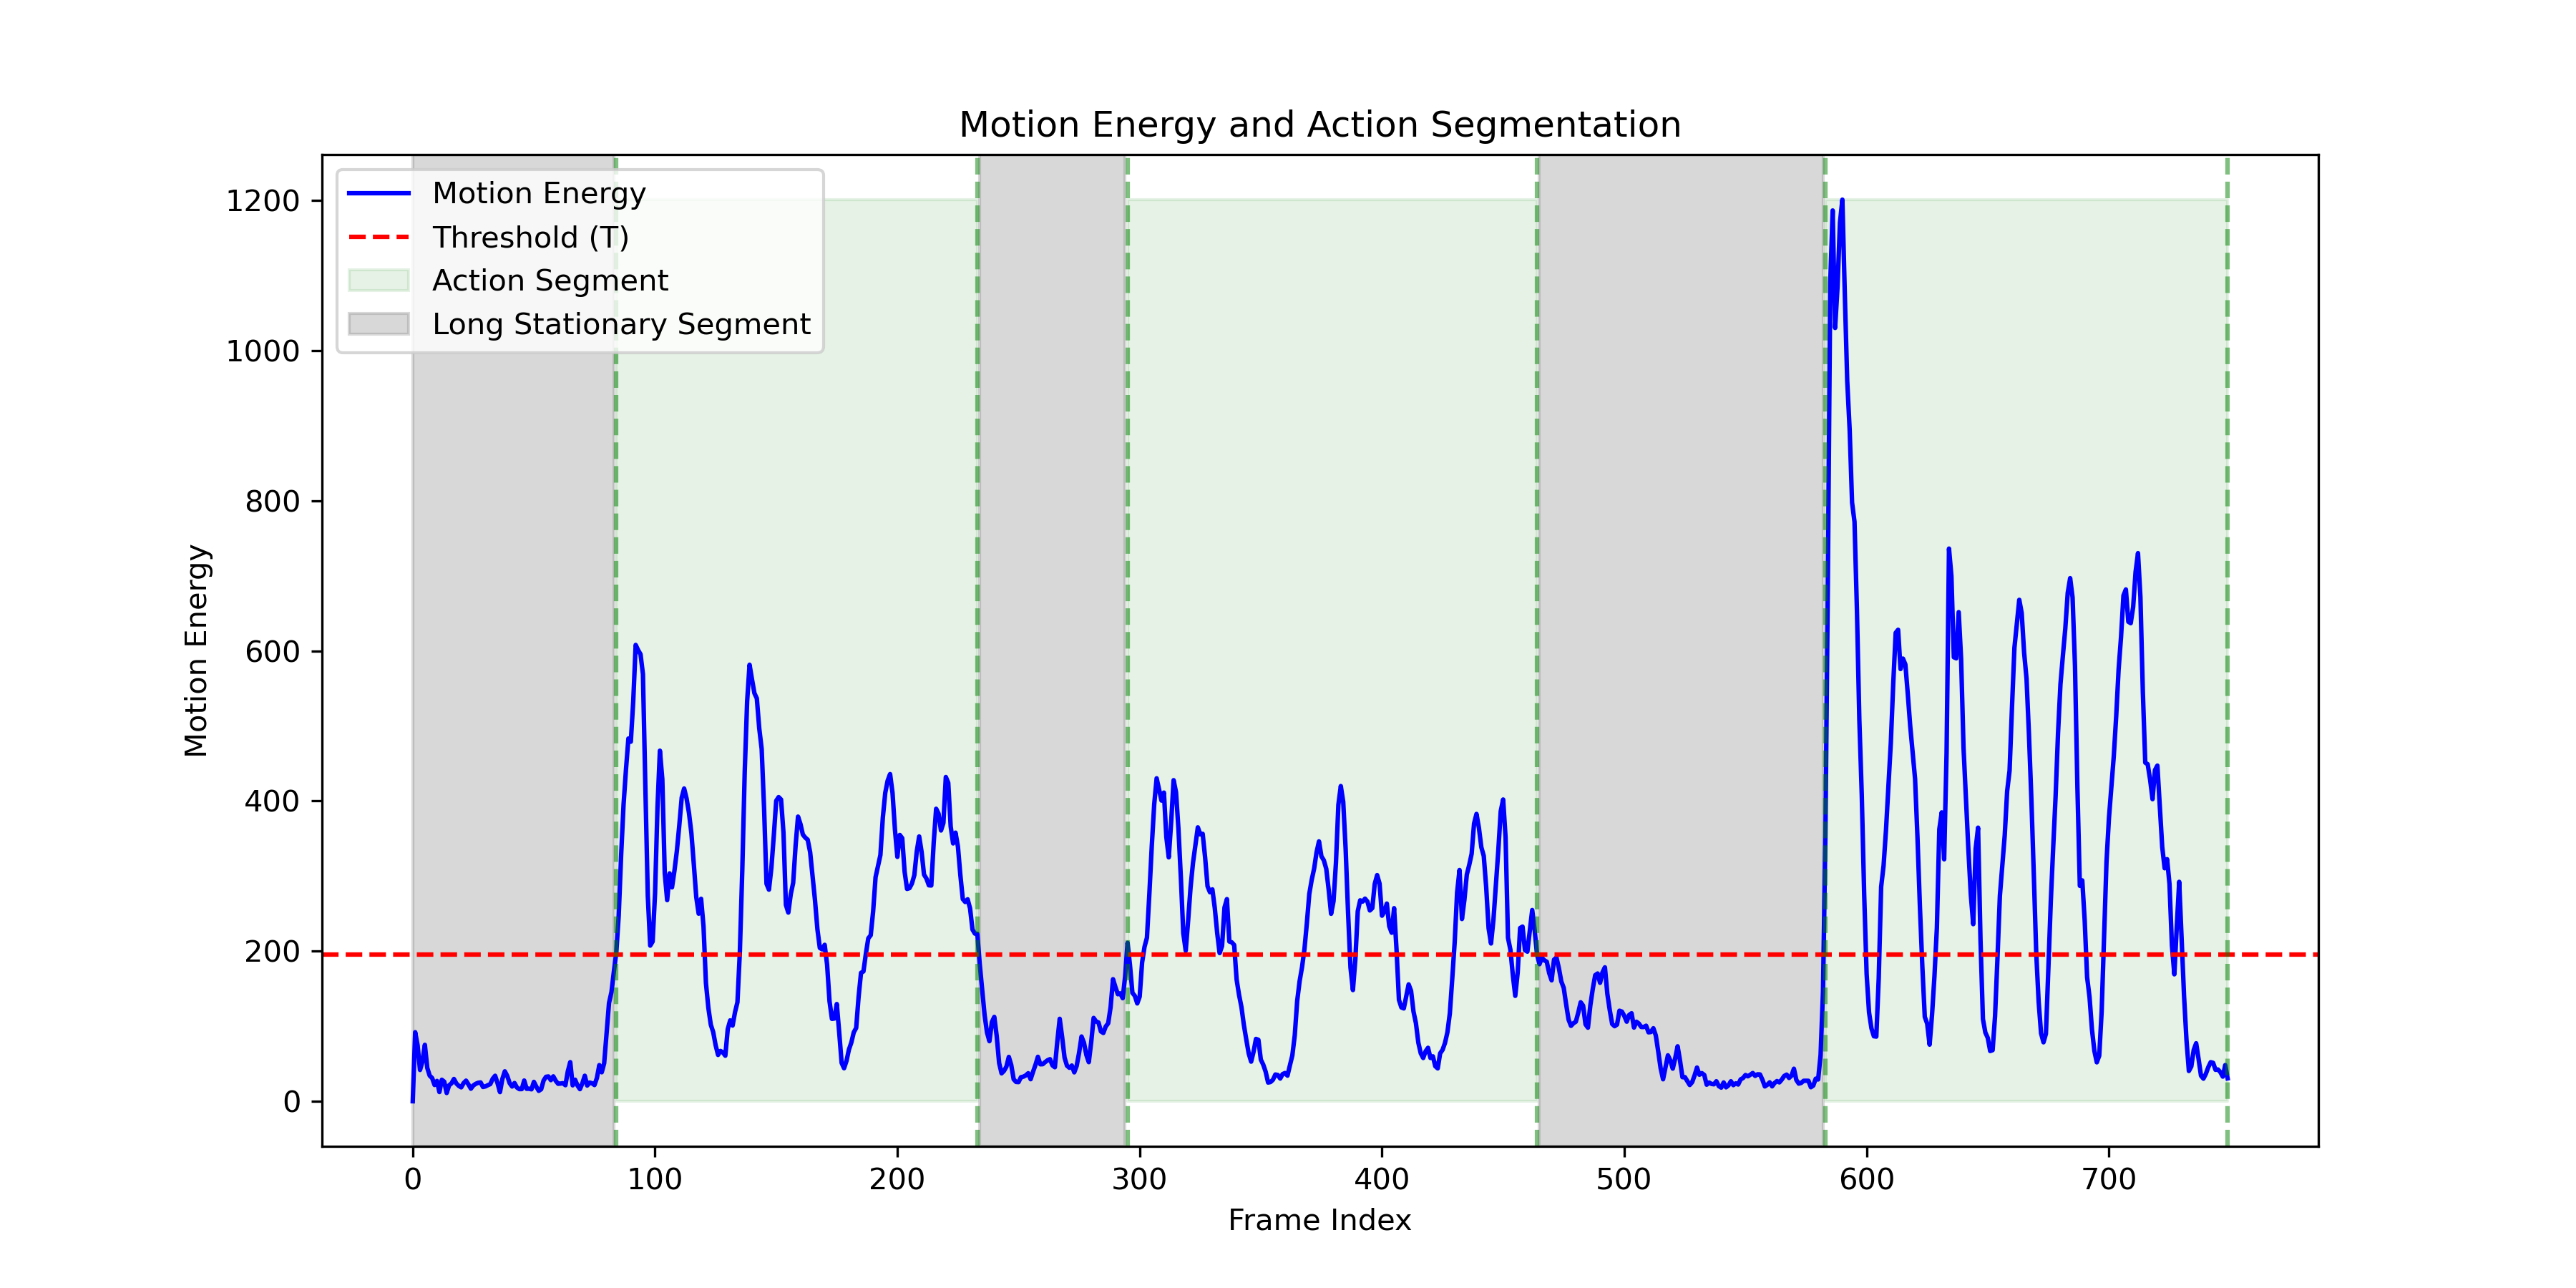 Motion Energy and Action Segmentation
Motion Energy
Threshold (T)
Action Segment
Long Stationary Segment
1200
1000
800
600
400
200
0
Motion Energy
0 100 200 300 400 500 600 700
Frame Index